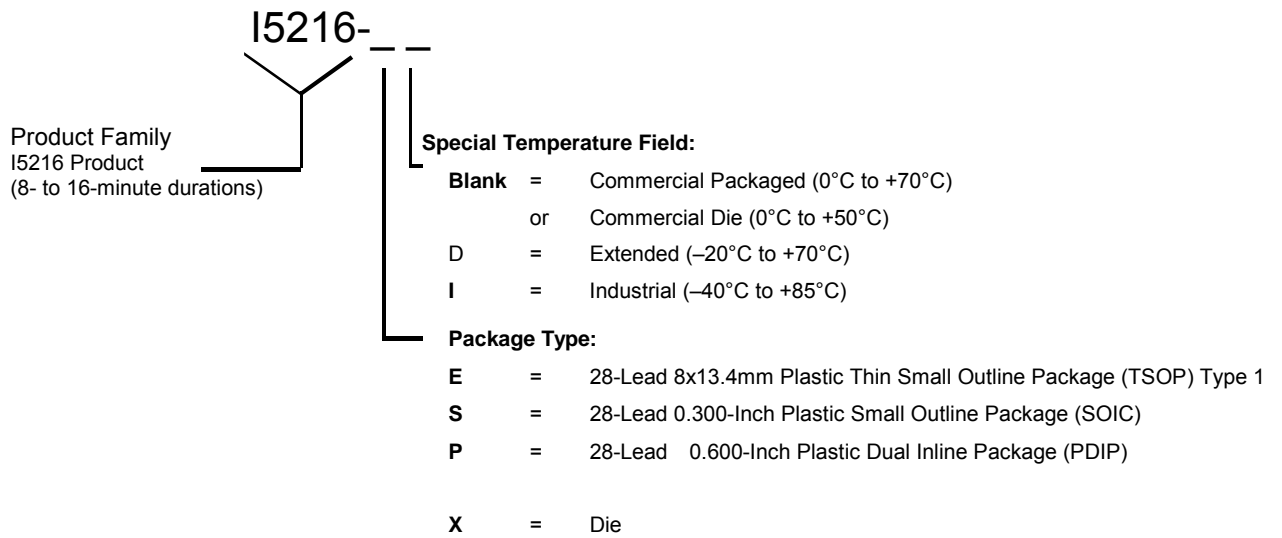 I5216-_ _
Product Family
I5216 Product
(8- to 16-minute durations)
Special Temperature Field:
Blank = Commercial Packaged (0°C to +70°C)
or Commercial Die (0°C to +50°C)
D = Extended (–20°C to +70°C)
I = Industrial (–40°C to +85°C)
Package Type:
E = 28-Lead 8x13.4mm Plastic Thin Small Outline Package (TSOP) Type 1
S = 28-Lead 0.300-Inch Plastic Small Outline Package (SOIC)
P = 28-Lead 0.600-Inch Plastic Dual Inline Package (PDIP)
X = Die